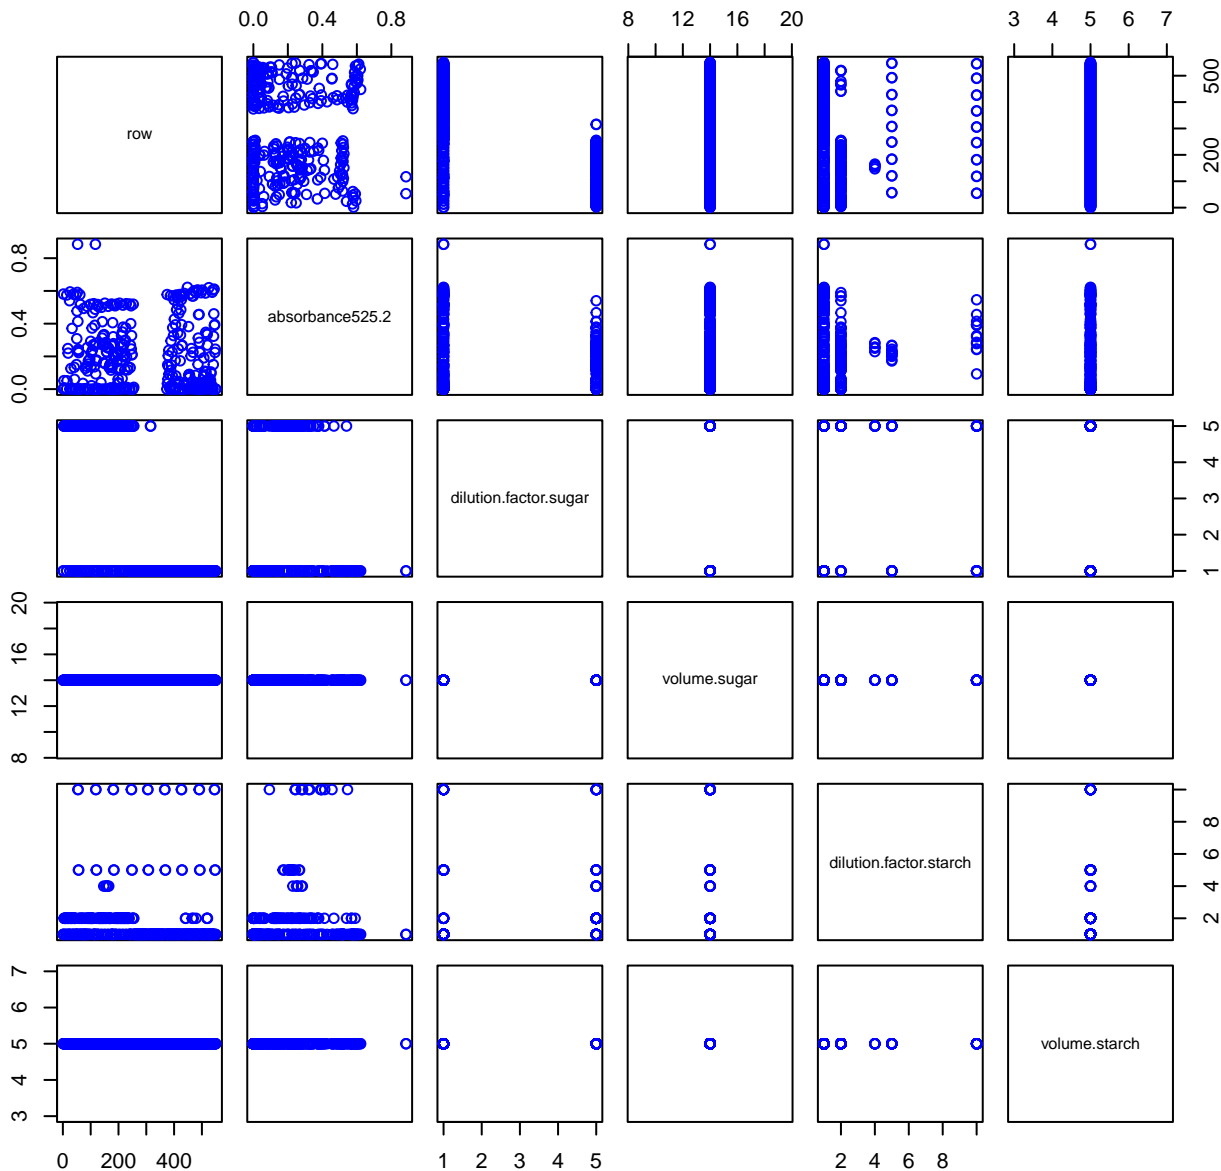 0.0 0.4 0.8 8 14 20 3 4 5 6 7
row
0 200 500
0.0 0.4 0.8
absorbance525.2
dilution.factor.sugar
1 2 3 4 5
8 12 16 20
volume.sugar
dilution.factor.starch
2 4 6 8
3 4 5 6 7
volume.starch
0 200 400 1 2 3 4 5 2 4 6 8